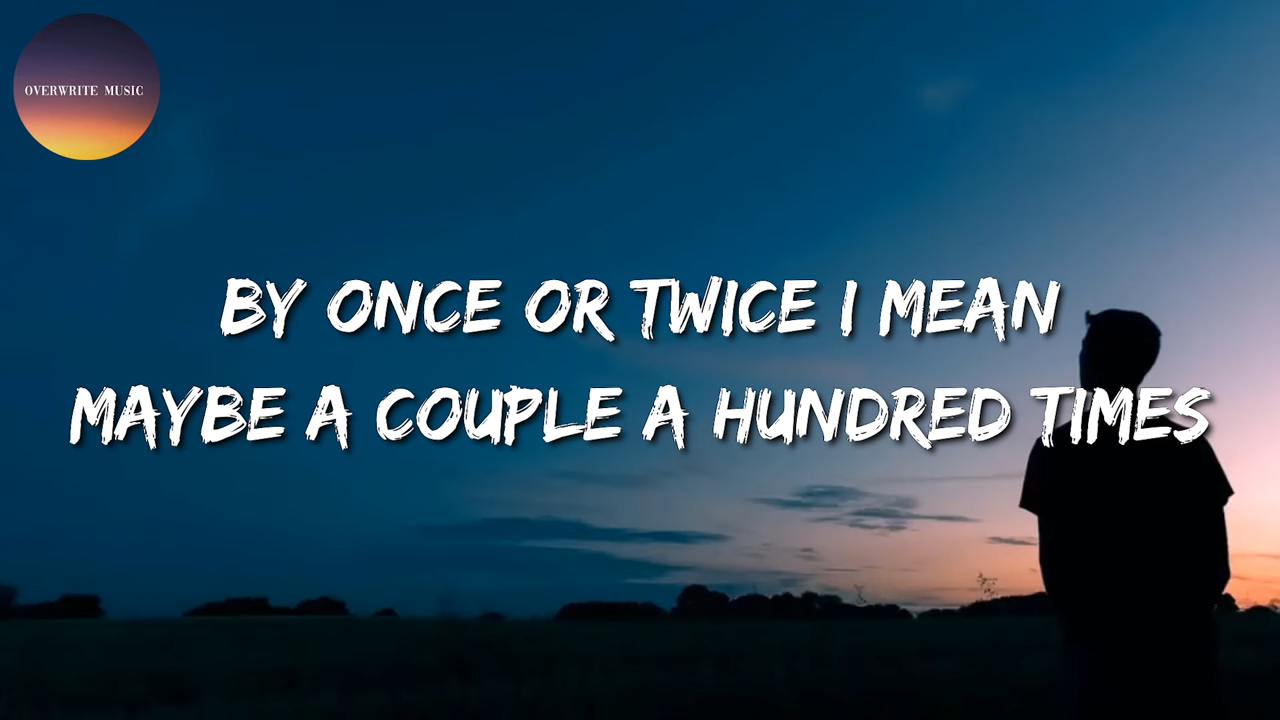 OVERWRITE MUSIC
BY ONCE OR TWICE I MEAN
MAYBE A COUPLE A HUNDRED TIMES